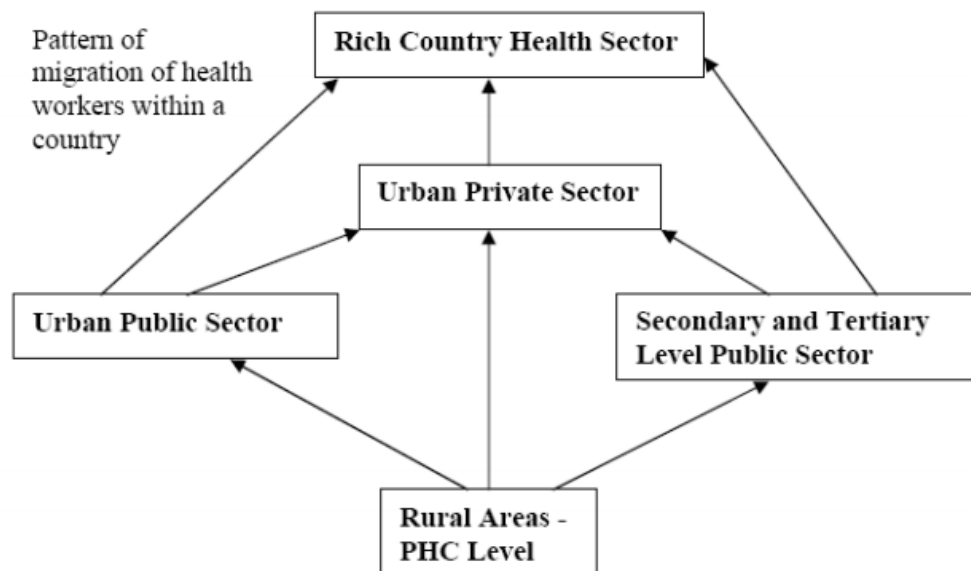 Pattern of
migration of health
workers within a
country
Rich Country Health Sector
Urban Private Sector
Urban Public Sector
Secondary and Tertiary
Level Public Sector
Rural Areas -
PHC Level